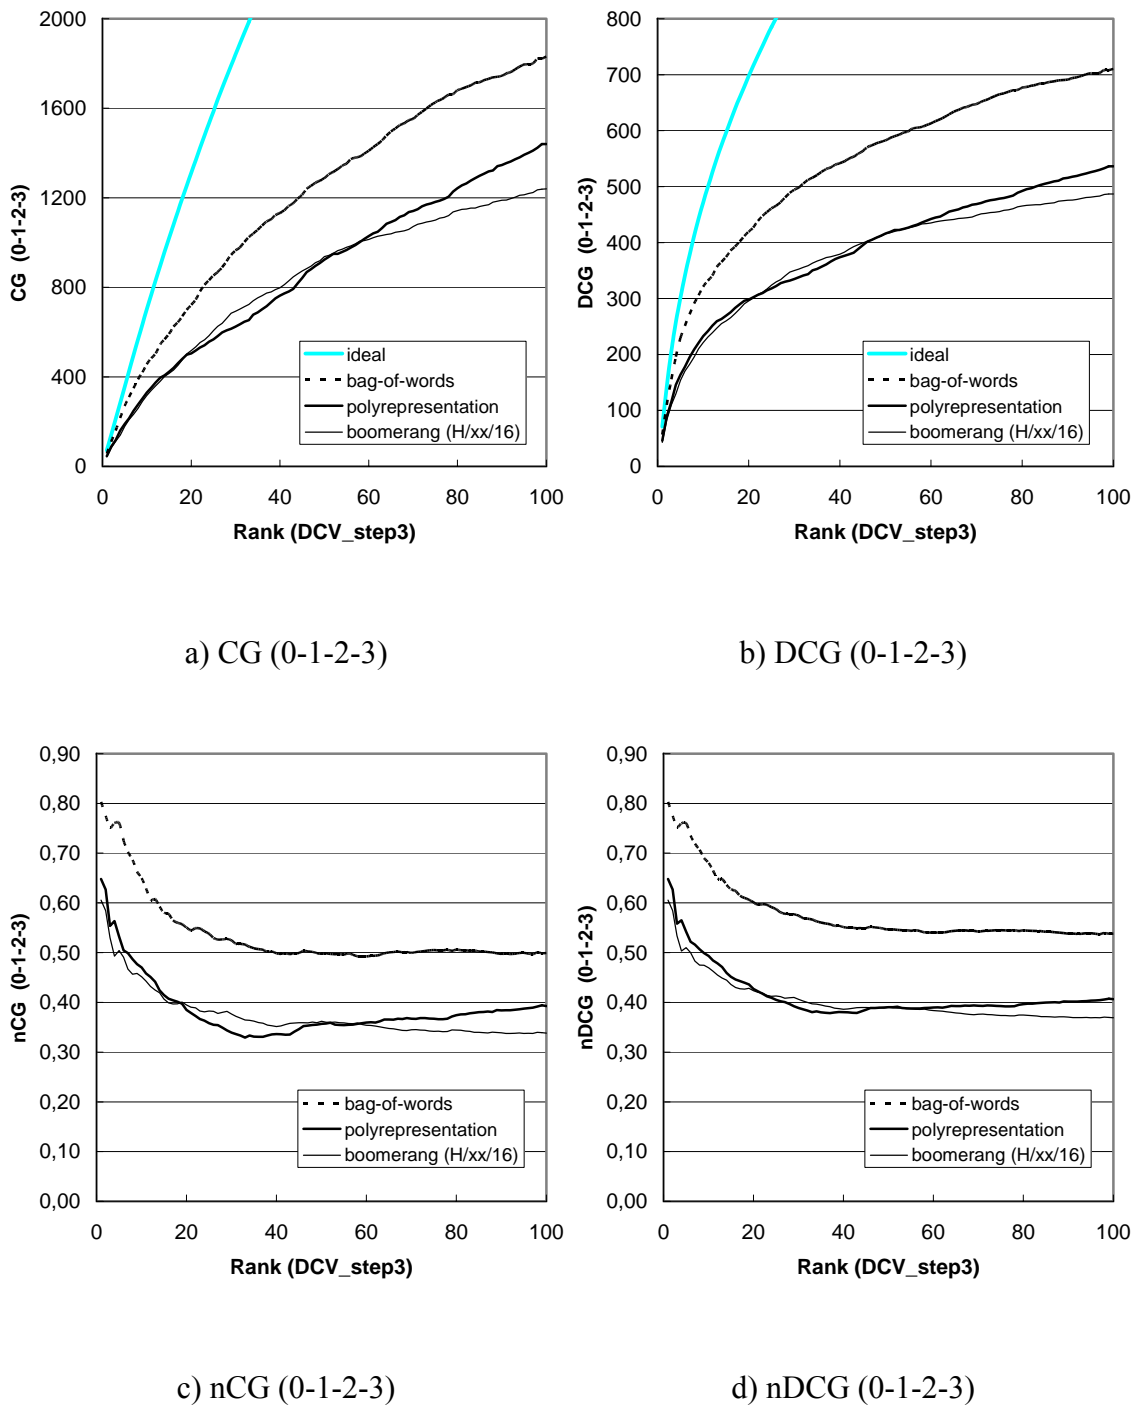 2000
1600
1200
800
400
0
CG (0-1-2-3)
ideal
bag-of-words
polyrepresentation
boomerang (H/xx/16)
0 20 40 60 80 100
Rank (DCV_step3)
800
700
600
500
400
300
200
100
0
DCG (0-1-2-3)
ideal
bag-of-words
polyrepresentation
boomerang (H/xx/16)
0 20 40 60 80 100
Rank (DCV_step3)
a) CG (0-1-2-3)
b) DCG (0-1-2-3)
0,90
0,80
0,70
0,60
0,50
0,40
0,30
0,20
0,10
0,00
nCG (0-1-2-3)
bag-of-words
polyrepresentation
boomerang (H/xx/16)
0 20 40 60 80 100
Rank (DCV_step3)
0,90
0,80
0,70
0,60
0,50
0,40
0,30
0,20
0,10
0,00
nDCG (0-1-2-3)
bag-of-words
polyrepresentation
boomerang (H/xx/16)
0 20 40 60 80 100
Rank (DCV_step3)
c) nCG (0-1-2-3)
d) nDCG (0-1-2-3)